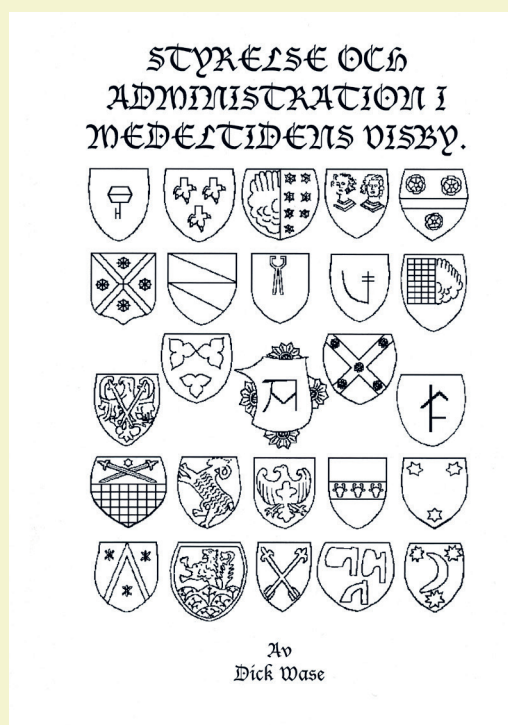 STYRELSE OCH
ADMINISTRATION I
MEDELTIDENS VISBY.
Av
Dick Wase